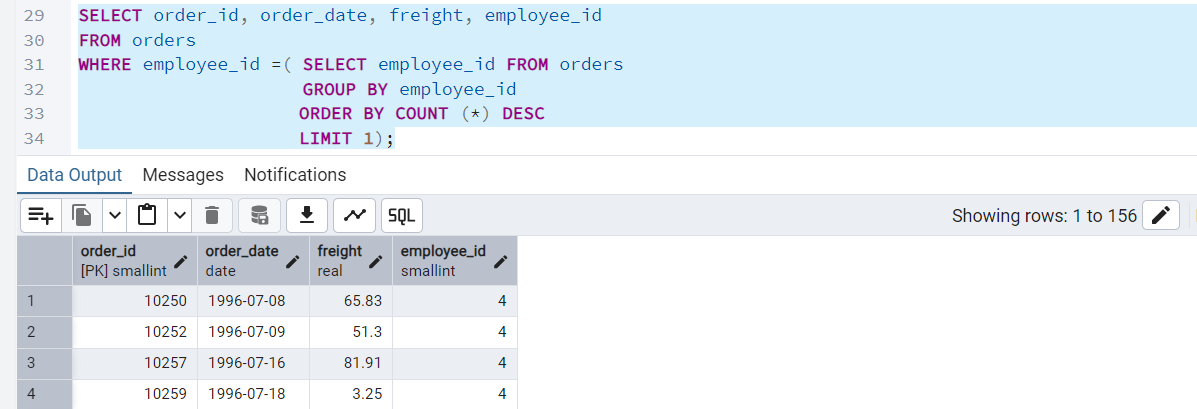 29 SELECT order_id, order_date, freight, employee_id
30 FROM orders
31 WHERE employee_id =( SELECT employee_id FROM orders
32 GROUP BY employee_id
33 ORDER BY COUNT (*) DESC
34 LIMIT 1);
Data Output Messages Notifications
SQL Showing rows: 1 to 156
order_id order_date freight employee_id
[PK] smallint date real smallint
1 10250 1996-07-08 65.83 4
2 10252 1996-07-09 51.3 4
3 10257 1996-07-16 81.91 4
4 10259 1996-07-18 3.25 4